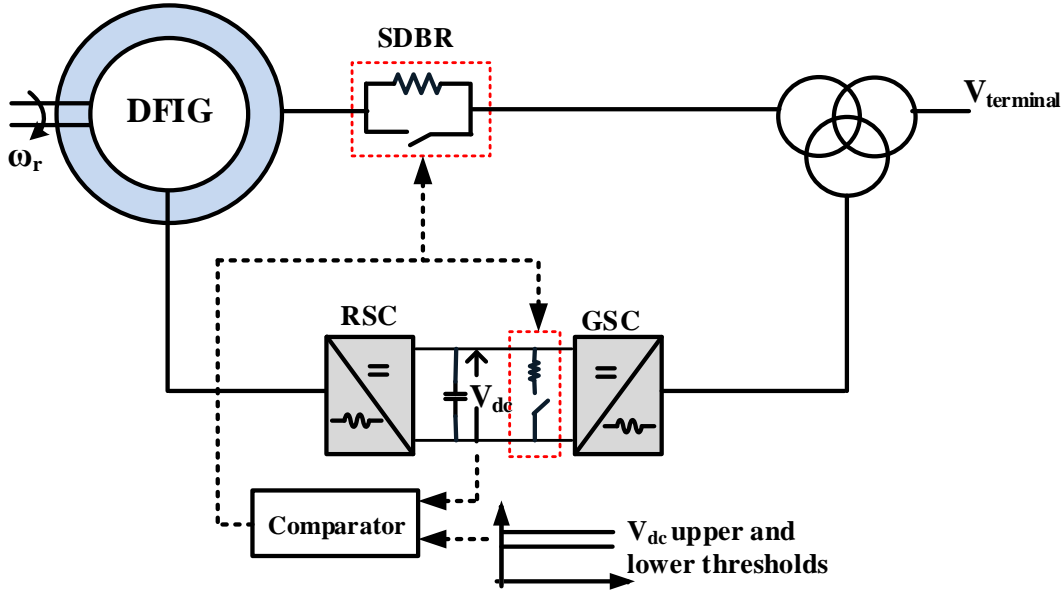 SDBR
DFIG
V_terminal
ω_r
RSC
GSC
V_dc
Comparator
V_dc upper and
lower thresholds